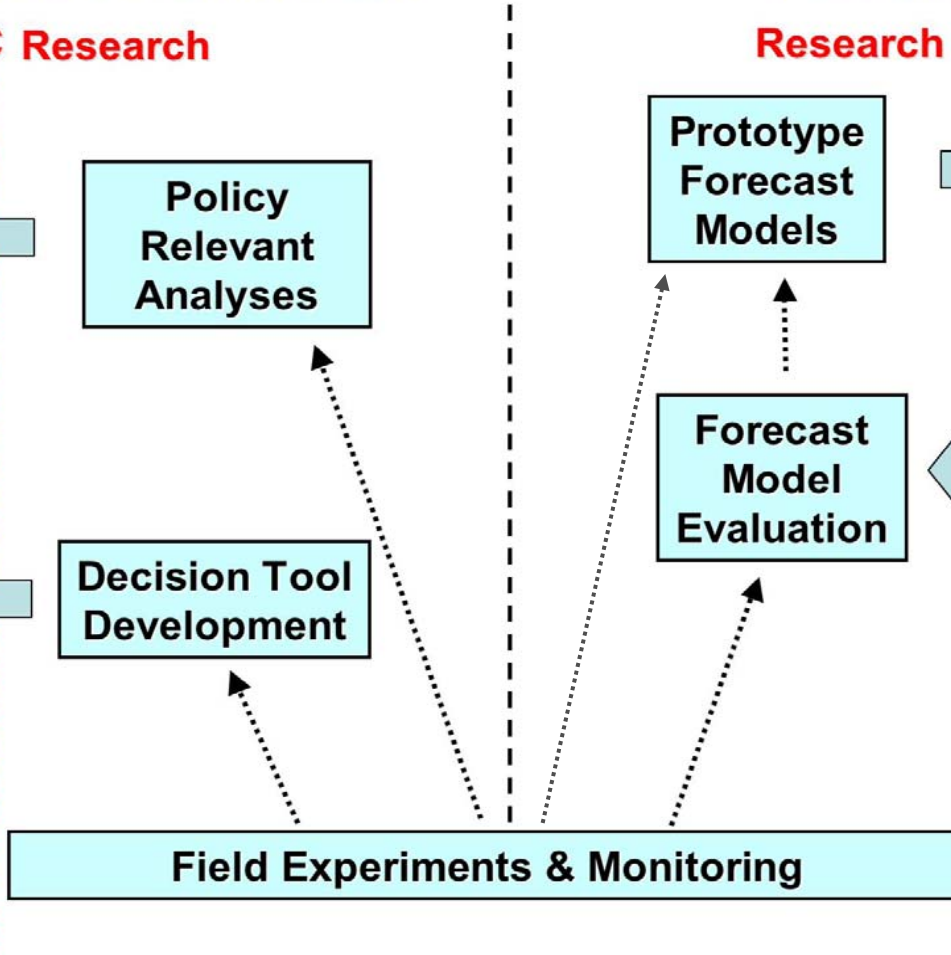 Research
Research
Policy
Relevant
Analyses
Decision Tool
Development
Prototype
Forecast
Models
Forecast
Model
Evaluation
Field Experiments & Monitoring